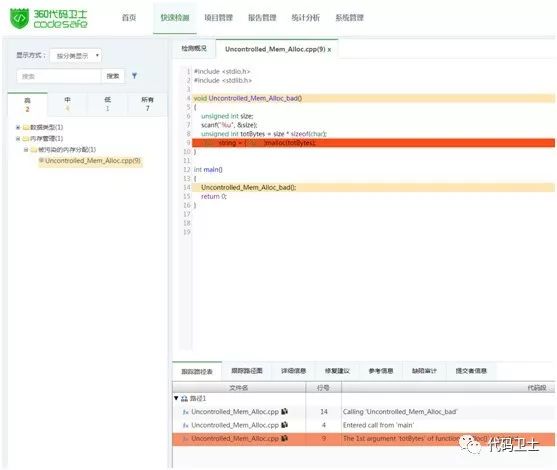 360代码卫士
codesafe
首页
快速检测
项目管理
报告管理
统计分析
系统管理
显示方式：
按分类显示
搜索
搜索
高
2
中
4
低
1
所有
7
数据类型(1)
内存管理(1)
被污染的内存分配(1)
Uncontrolled_Mem_Alloc.cpp(9)
检测概况
Uncontrolled_Mem_Alloc.cpp(9) x
1 #include <stdio.h>
2 #include <stdlib.h>
3
4 void Uncontrolled_Mem_Alloc_bad()
5 {
6 unsigned int size;
7 scanf("%u", &size);
8 unsigned int totBytes = size * sizeof(char);
9 string = malloc(totBytes);
10 }
11
12 int main()
13 {
14 Uncontrolled_Mem_Alloc_bad();
15 return 0;
16 }
17
18
19
跟踪路径表
跟踪路径图
详细信息
修复建议
参考信息
缺陷审计
提交者信息
文件名
行号
代码段
路径1
Uncontrolled_Mem_Alloc.cpp 14 Calling 'Uncontrolled_Mem_Alloc_bad'
Uncontrolled_Mem_Alloc.cpp 4 Entered call from 'main'
Uncontrolled_Mem_Alloc.cpp 9 The 1st argument 'totBytes' of function
代码卫士